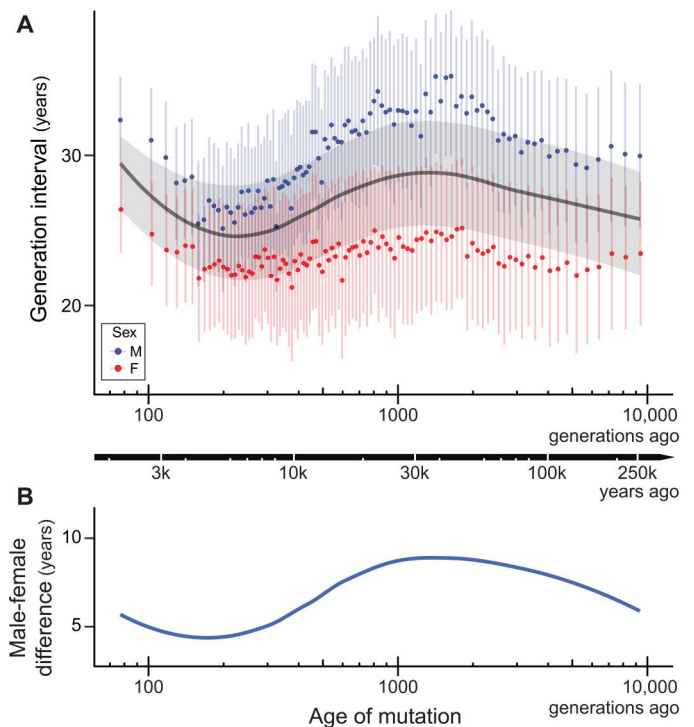 A
Generation interval (years)
30
20
Sex
M
F
100
1000
10,000
generations ago
3k
10k
30k
100k
250k
years ago
B
Male-female
difference (years)
10
5
100
1000
10,000
generations ago
Age of mutation